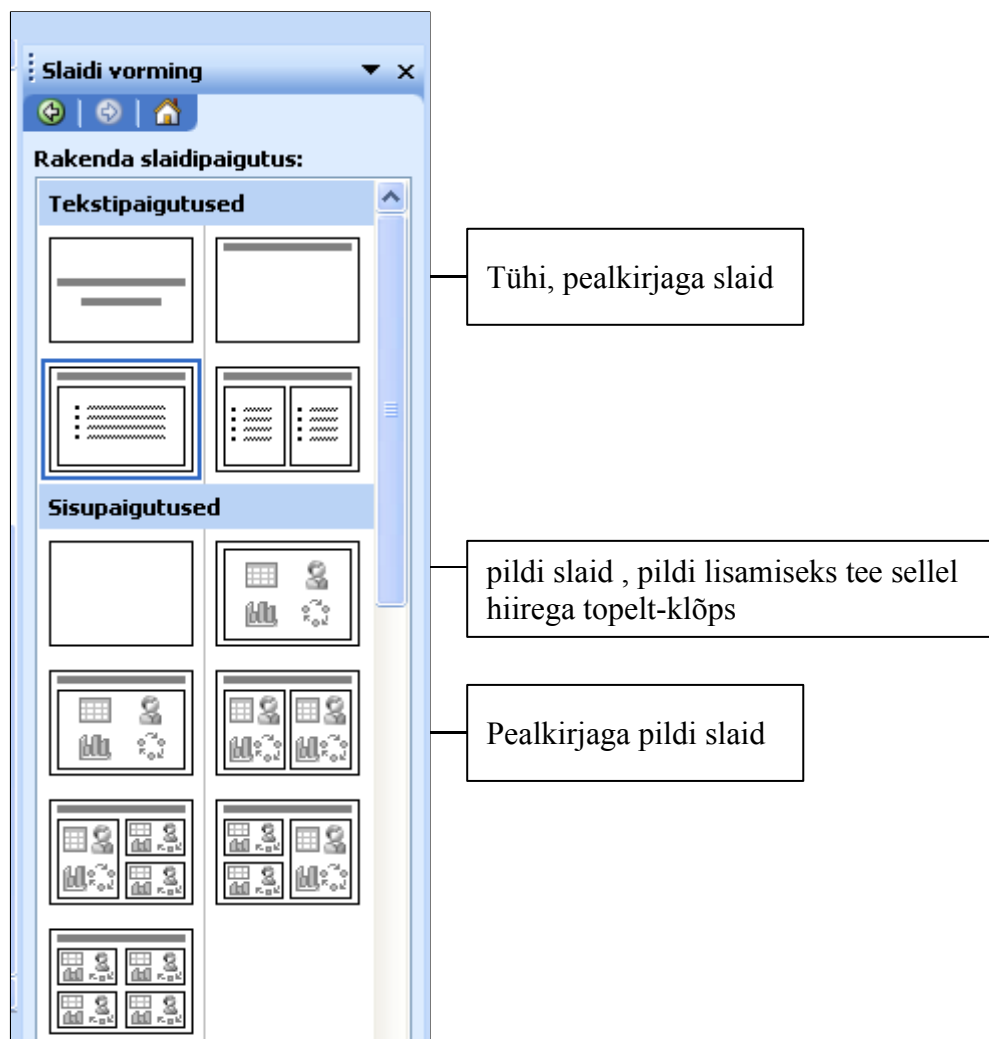 Slaidi vorming
Rakenda slaidipaigutus:
Tekstipaigutused
Tühi, pealkirjaga slaid
Sisupaigutused
pildi slaid , pildi lisamiseks tee sellel
hiirega topelt-klõps
Pealkirjaga pildi slaid